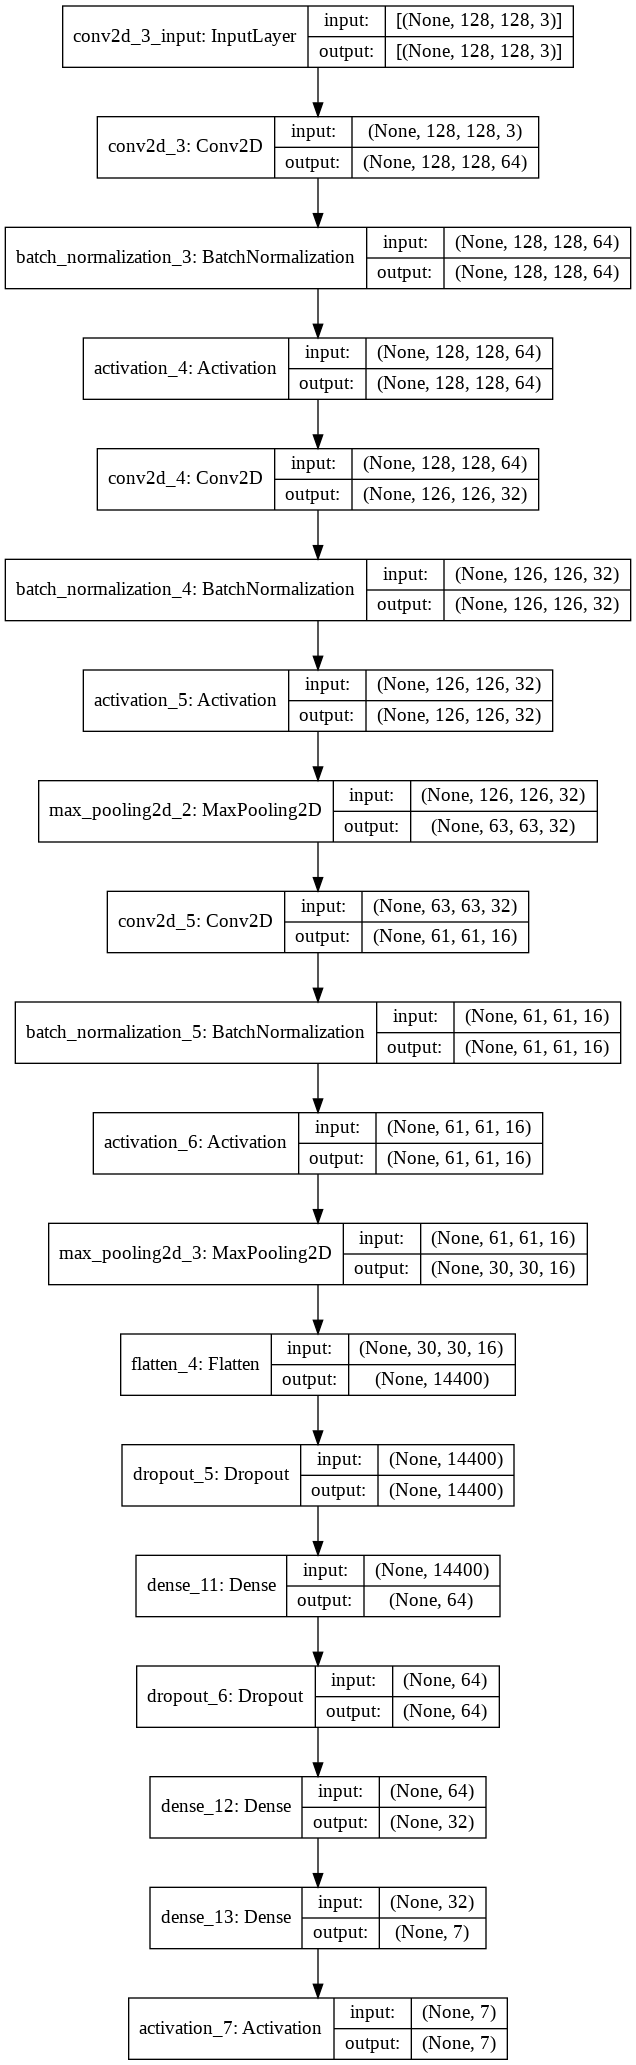 conv2d_3_input: InputLayer
input:
[(None, 128, 128, 3)]
output:
[(None, 128, 128, 3)]
conv2d_3: Conv2D
input:
(None, 128, 128, 3)
output:
(None, 128, 128, 64)
batch_normalization_3: BatchNormalization
input:
(None, 128, 128, 64)
output:
(None, 128, 128, 64)
activation_4: Activation
input:
(None, 128, 128, 64)
output:
(None, 128, 128, 64)
conv2d_4: Conv2D
input:
(None, 128, 128, 64)
output:
(None, 126, 126, 32)
batch_normalization_4: BatchNormalization
input:
(None, 126, 126, 32)
output:
(None, 126, 126, 32)
activation_5: Activation
input:
(None, 126, 126, 32)
output:
(None, 126, 126, 32)
max_pooling2d_2: MaxPooling2D
input:
(None, 126, 126, 32)
output:
(None, 63, 63, 32)
conv2d_5: Conv2D
input:
(None, 63, 63, 32)
output:
(None, 61, 61, 16)
batch_normalization_5: BatchNormalization
input:
(None, 61, 61, 16)
output:
(None, 61, 61, 16)
activation_6: Activation
input:
(None, 61, 61, 16)
output:
(None, 61, 61, 16)
max_pooling2d_3: MaxPooling2D
input:
(None, 61, 61, 16)
output:
(None, 30, 30, 16)
flatten_4: Flatten
input:
(None, 30, 30, 16)
output:
(None, 14400)
dropout_5: Dropout
input:
(None, 14400)
output:
(None, 14400)
dense_11: Dense
input:
(None, 14400)
output:
(None, 64)
dropout_6: Dropout
input:
(None, 64)
output:
(None, 64)
dense_12: Dense
input:
(None, 64)
output:
(None, 32)
dense_13: Dense
input:
(None, 32)
output:
(None, 7)
activation_7: Activation
input:
(None, 7)
output:
(None, 7)